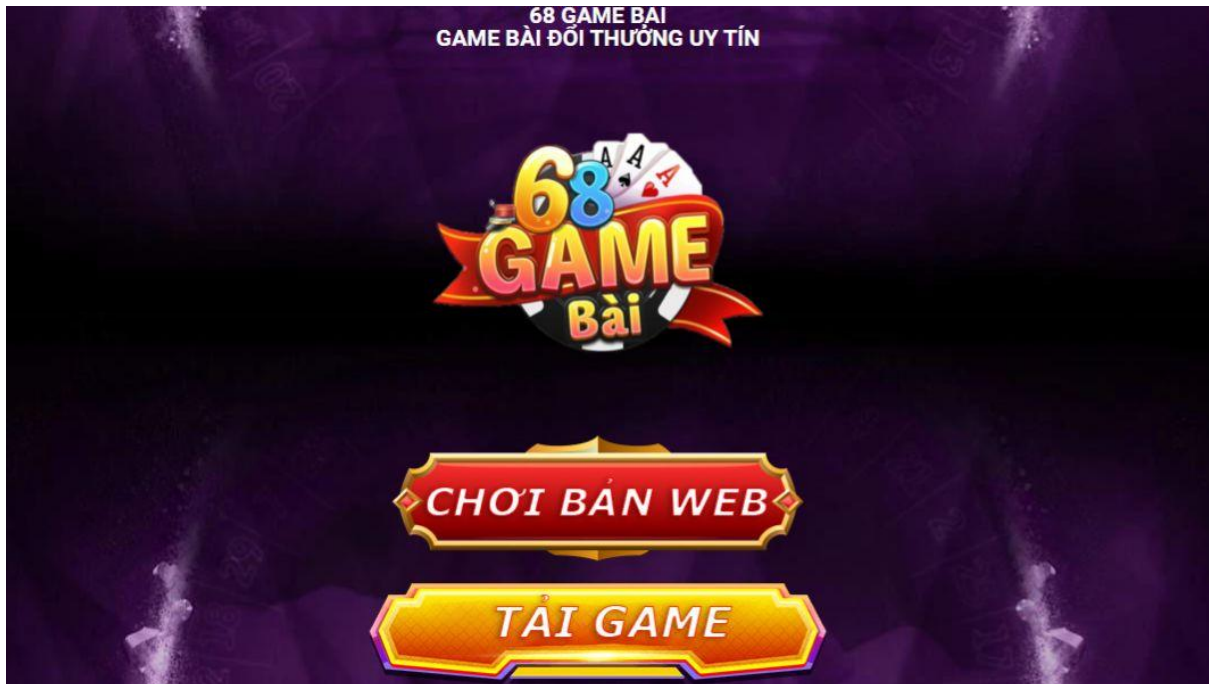 68 GAME BAI
GAME BÀI ĐỔI THƯỞNG UY TÍN
A A A
68
GAME
Bài
CHƠI BẢN WEB
TẢI GAME